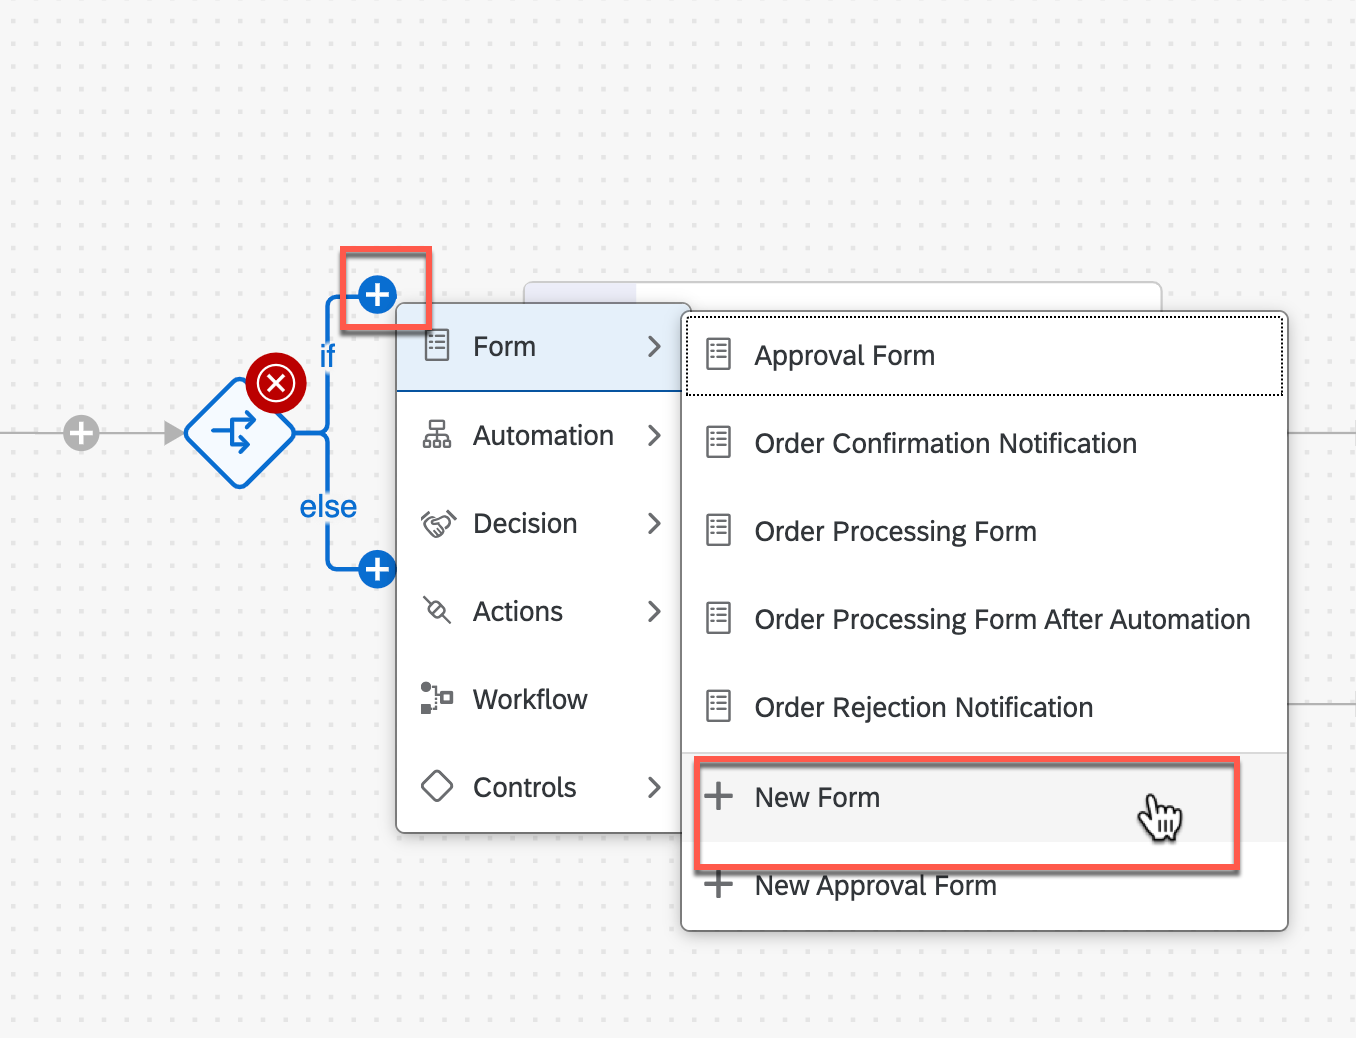 if
else
Form
Automation
Decision
Actions
Workflow
Controls
Approval Form
Order Confirmation Notification
Order Processing Form
Order Processing Form After Automation
Order Rejection Notification
New Form
New Approval Form